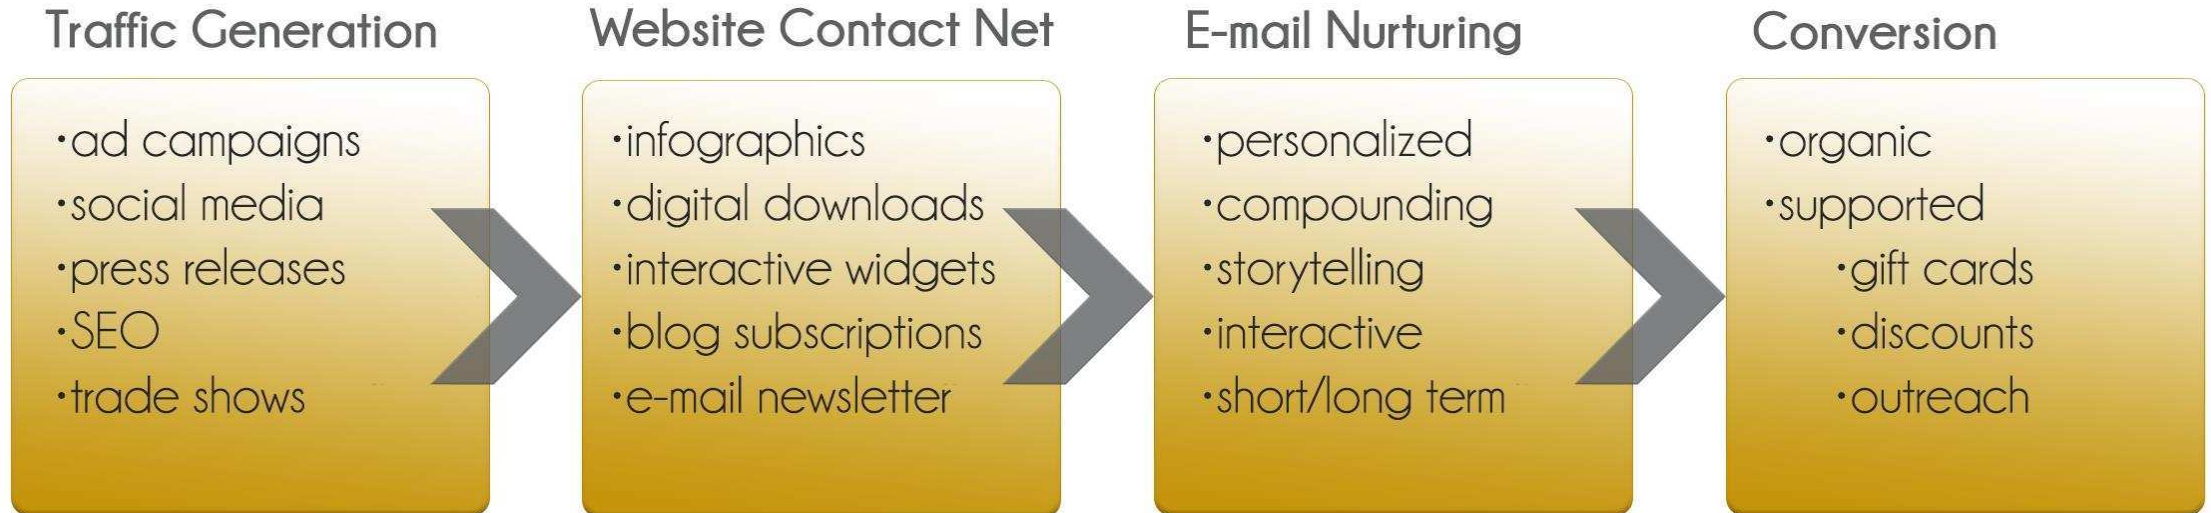 Traffic Generation
·ad campaigns
·social media
·press releases
·SEO
·trade shows
Website Contact Net
·infographics
·digital downloads
·interactive widgets
·blog subscriptions
·e-mail newsletter
E-mail Nurturing
·personalized
·compounding
·storytelling
·interactive
·short/long term
Conversion
·organic
·supported
·gift cards
·discounts
·outreach